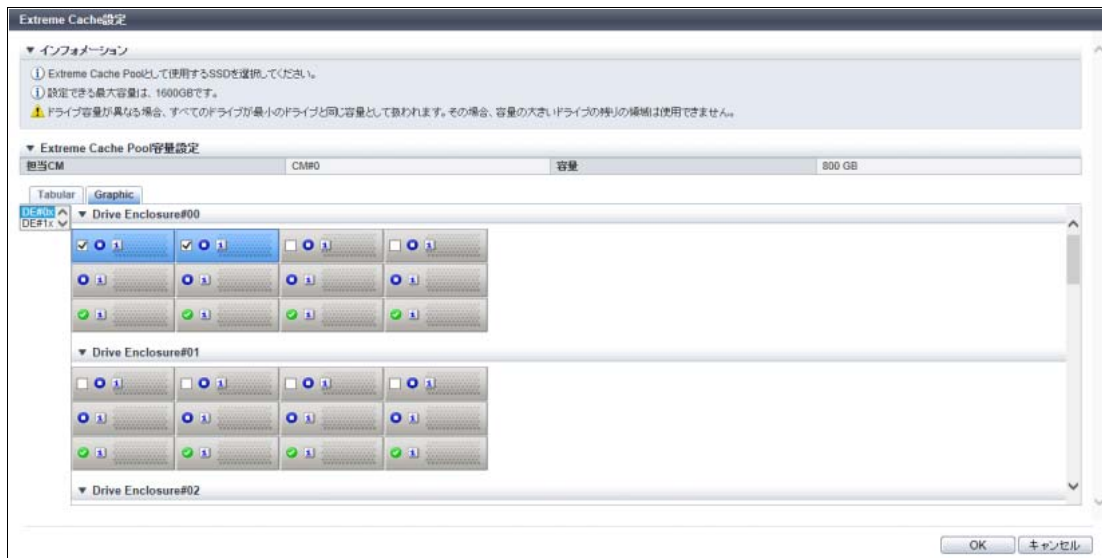 Extreme Cache設定
▼ インフォメーション
Extreme Cache Poolとして使用するSSDを選択してください。
設定できる最大容量は、1600GBです。
ドライブ容量が異なる場合、すべてのドライブが最小のドライブと同じ容量として扱われます。その場合、容量の大きいドライブの残りの領域は使用できません。
▼ Extreme Cache Pool容量設定
担当CM CM#0 容量 800 GB
Tabular Graphic
DE#0x
DE#1x
▼ Drive Enclosure#00
▼ Drive Enclosure#01
▼ Drive Enclosure#02
OK キャンセル